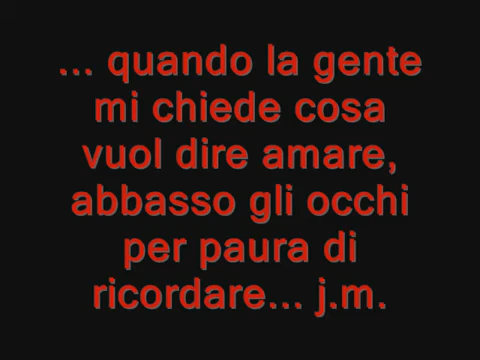 ... quando la gente
mi chiede cosa
vuol dire amare,
abbasso gli occhi
per paura di
ricordare... j.m.